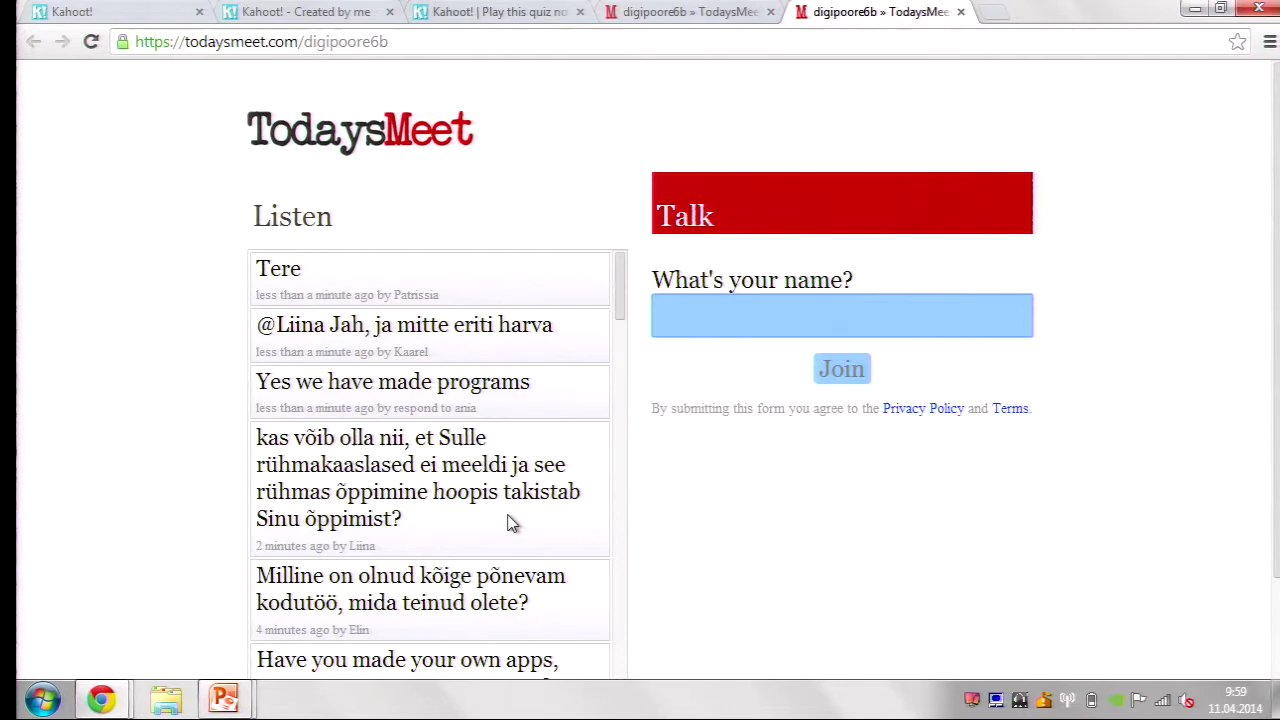 Kahoot!
Kahoot! - Created by me
Kahoot! | Play this quiz no
digipoore6b » TodaysMee
digipoore6b » TodaysMee
https://todaysmeet.com/digipoore6b
TodaysMeet
Listen
Tere
less than a minute ago by Patrissia
@Liina Jah, ja mitte eriti harva
less than a minute ago by Kaarel
Yes we have made programs
less than a minute ago by respond to ania
kas võib olla nii, et Sulle
rühmakaaslased ei meeldi ja see
rühmas õppimine hoopis takistab
Sinu õppimist?
2 minutes ago by Liina
Milline on olnud kõige põnevam
kodutöö, mida teinud olete?
4 minutes ago by Elin
Have you made your own apps,
Talk
What's your name?
Join
By submitting this form you agree to the Privacy Policy and Terms.
9:59
11.04.2014